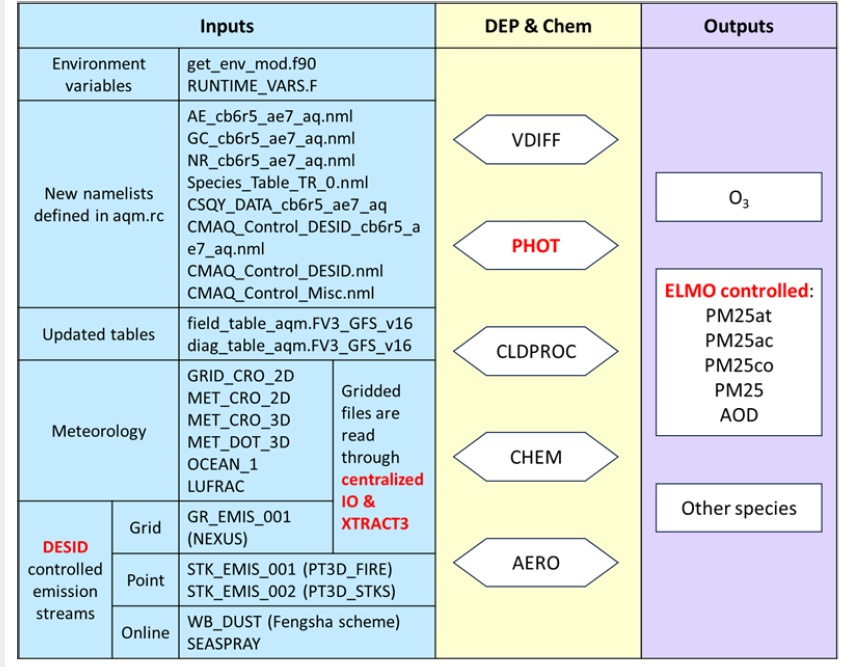 Inputs
DEP & Chem
Outputs
Environment
variables
get_env_mod.f90
RUNTIME_VARS.F
New namelists
defined in aqm.rc
AE_cb6r5_ae7_aq.nml
GC_cb6r5_ae7_aq.nml
NR_cb6r5_ae7_aq.nml
Species_Table_TR_0.nml
CSQY_DATA_cb6r5_ae7_aq
CMAQ_Control_DESID_cb6r5_a
e7_aq.nml
CMAQ_Control_DESID.nml
CMAQ_Control_Misc.nml
Updated tables
field_table_aqm.FV3_GFS_v16
diag_table_aqm.FV3_GFS_v16
Meteorology
GRID_CRO_2D
MET_CRO_2D
MET_CRO_3D
MET_DOT_3D
OCEAN_1
LUFRAC
Gridded
files are
read
through
centralized
IO &
XTRACT3
DESID
controlled
emission
streams
Grid
GR_EMIS_001
(NEXUS)
Point
STK_EMIS_001 (PT3D_FIRE)
STK_EMIS_002 (PT3D_STKS)
Online
WB_DUST (Fengsha scheme)
SEASPRAY
VDIFF
PHOT
CLDPROC
CHEM
AERO
O₃
ELMO controlled:
PM25at
PM25ac
PM25co
PM25
AOD
Other species